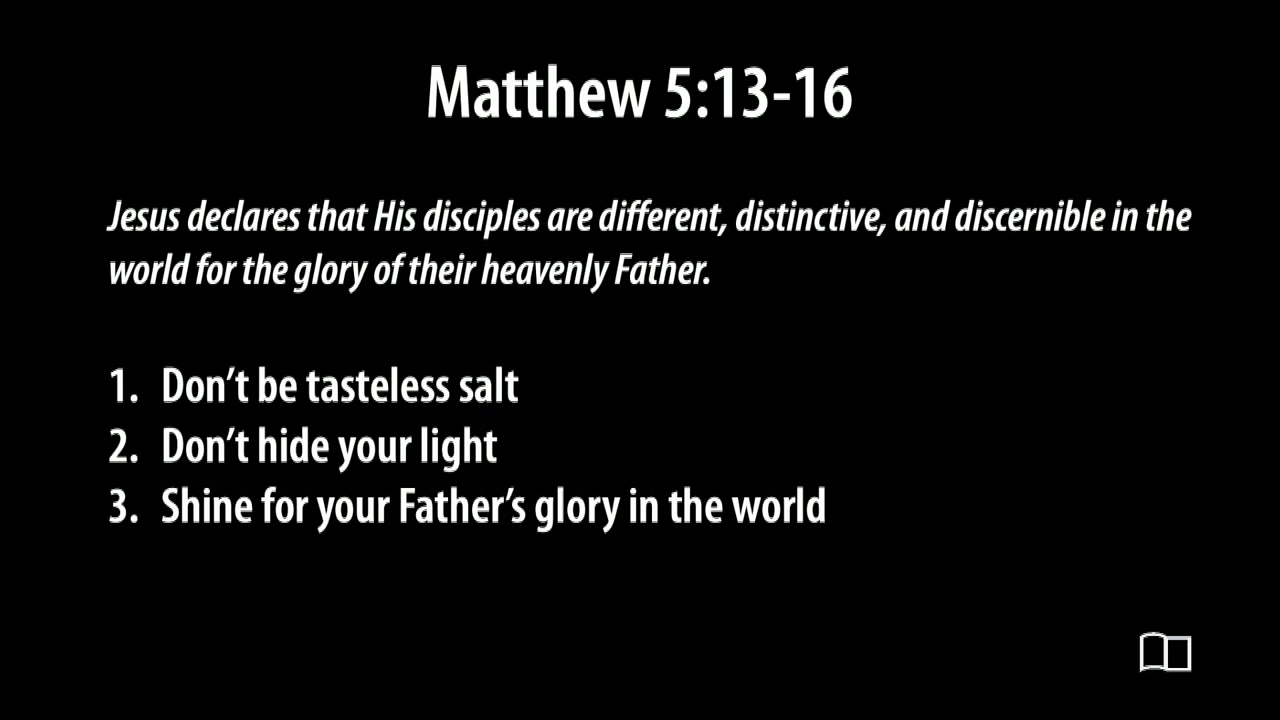 Matthew 5:13-16
Jesus declares that His disciples are different, distinctive, and discernible in the
world for the glory of their heavenly Father.
1. Don’t be tasteless salt
2. Don’t hide your light
3. Shine for your Father’s glory in the world